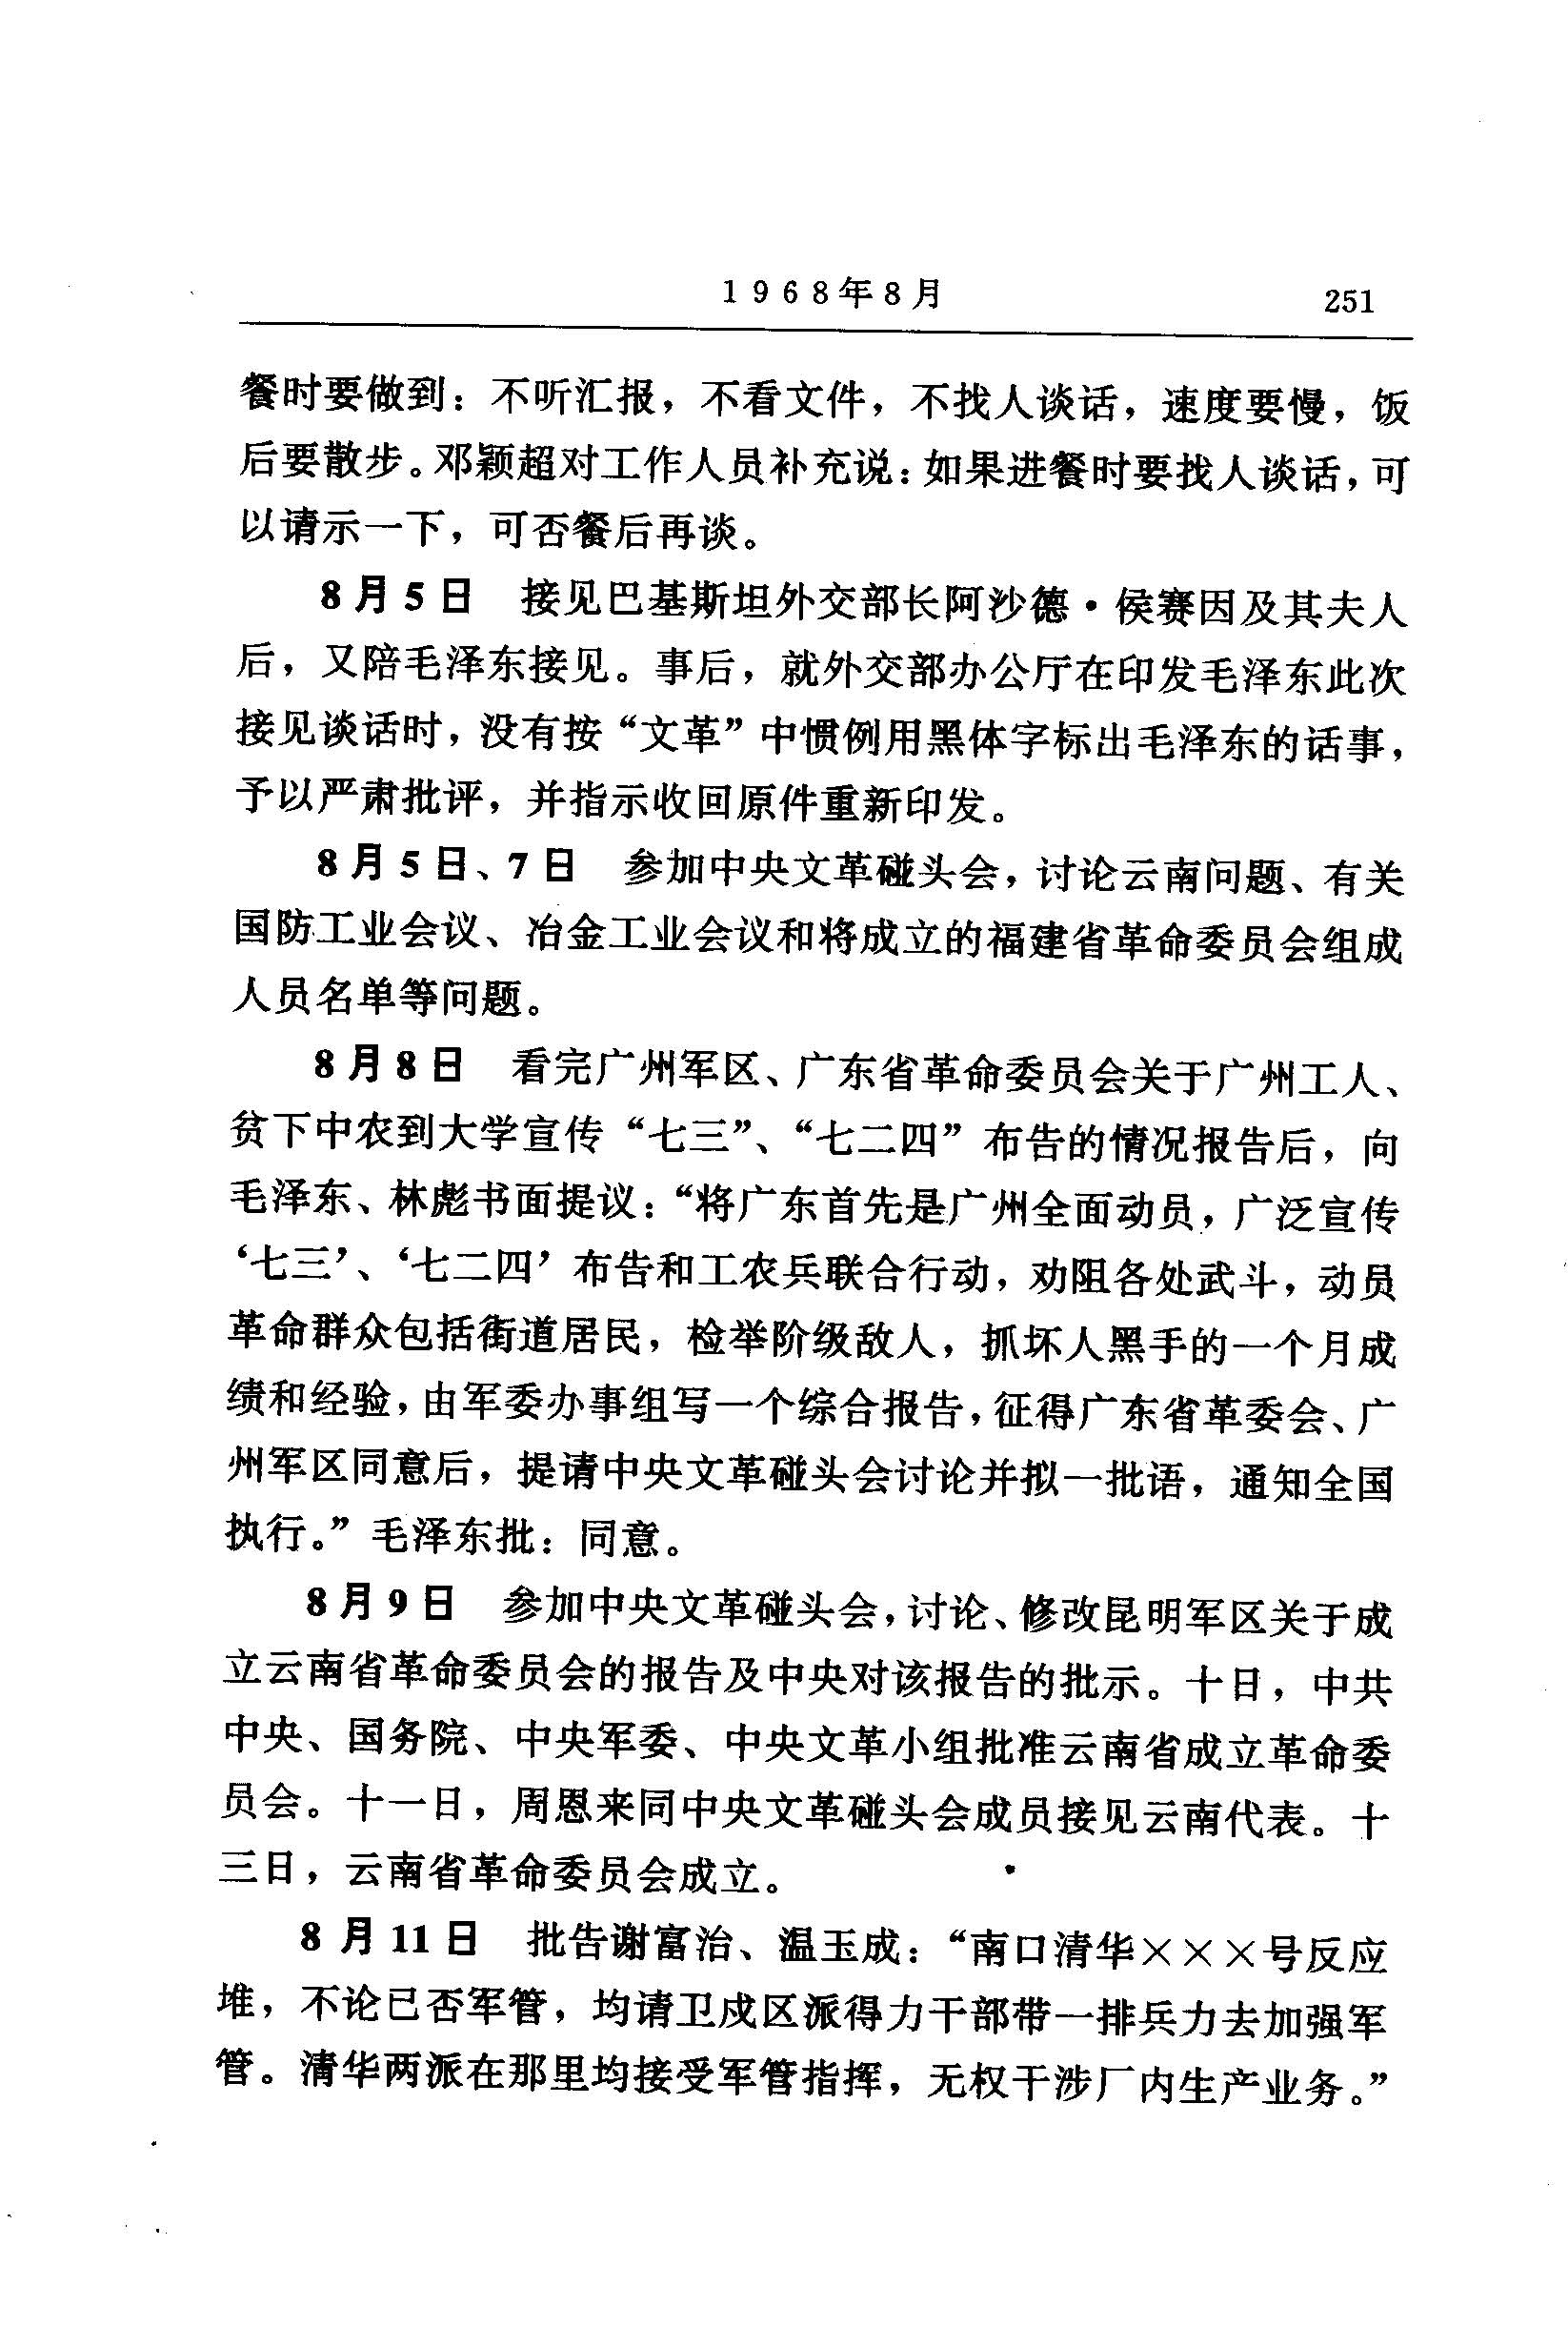 1968年8月 251
餐时要做到：不听汇报，不看文件，不找人谈话，速度要慢，饭
后要散步。邓颖超对工作人员补充说：如果进餐时要找人谈话，可
以请示一下，可否餐后再谈。
8月5日 接见巴基斯坦外交部长阿沙德·侯赛因及其夫人
后，又陪毛泽东接见。事后，就外交部办公厅在印发毛泽东此次
接见谈话时，没有按“文革”中惯例用黑体字标出毛泽东的话事，
予以严肃批评，并指示收回原件重新印发。
8月5日、7日 参加中央文革碰头会，讨论云南问题、有关
国防工业会议、冶金工业会议和将成立的福建省革命委员会组成
人员名单等问题。
8月8日 看完广州军区、广东省革命委员会关于广州工人、
贫下中农到大学宣传“七三”、“七二四”布告的情况报告后，向
毛泽东、林彪书面提议：“将广东首先是广州全面动员，广泛宣传
‘七三’、‘七二四’布告和工农兵联合行动，劝阻各处武斗，动员
革命群众包括街道居民，检举阶级敌人，抓坏人黑手的一个月成
绩和经验，由军委办事组写一个综合报告，征得广东省革委会、广
州军区同意后，提请中央文革碰头会讨论并拟一批语，通知全国
执行。”毛泽东批：同意。
8月9日 参加中央文革碰头会，讨论、修改昆明军区关于成
立云南省革命委员会的报告及中央对该报告的批示。十日，中共
中央、国务院、中央军委、中央文革小组批准云南省成立革命委
员会。十一日，周恩来同中央文革碰头会成员接见云南代表。十
三日，云南省革命委员会成立。
8月11日 批告谢富治、温玉成：“南口清华×××号反应
堆，不论已否军管，均请卫戍区派得力干部带一排兵力去加强军
管。清华两派在那里均接受军管指挥，无权干涉厂内生产业务。”